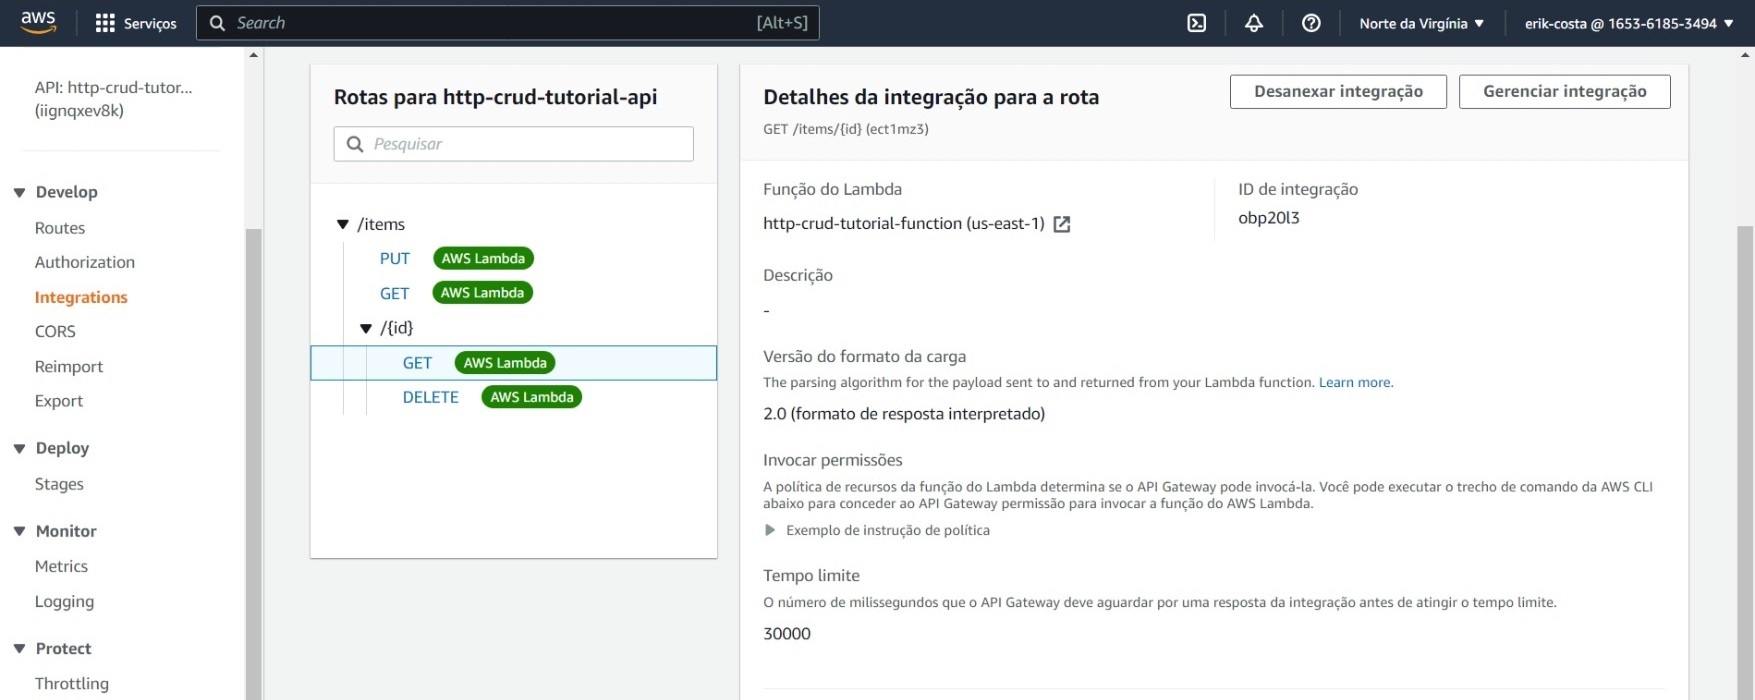 aws
Serviços
Search
[Alt+S]
Norte da Virgínia
erik-costa @ 1653-6185-3494
API: http-crud-tutor...
(iignqxev8k)
Develop
Routes
Authorization
Integrations
CORS
Reimport
Export
Deploy
Stages
Monitor
Metrics
Logging
Protect
Throttling
Rotas para http-crud-tutorial-api
Pesquisar
/items
PUT AWS Lambda
GET AWS Lambda
/{id}
GET AWS Lambda
DELETE AWS Lambda
Detalhes da integração para a rota
Desanexar integração
Gerenciar integração
GET /items/{id} (ect1mz3)
Função do Lambda
http-crud-tutorial-function (us-east-1)
ID de integração
obp20l3
Descrição
-
Versão do formato da carga
The parsing algorithm for the payload sent to and returned from your Lambda function. Learn more.
2.0 (formato de resposta interpretado)
Invocar permissões
A política de recursos da função do Lambda determina se o API Gateway pode invocá-la. Você pode executar o trecho de comando da AWS CLI
abaixo para conceder ao API Gateway permissão para invocar a função do AWS Lambda.
Exemplo de instrução de política
Tempo limite
O número de milissegundos que o API Gateway deve aguardar por uma resposta da integração antes de atingir o tempo limite.
30000